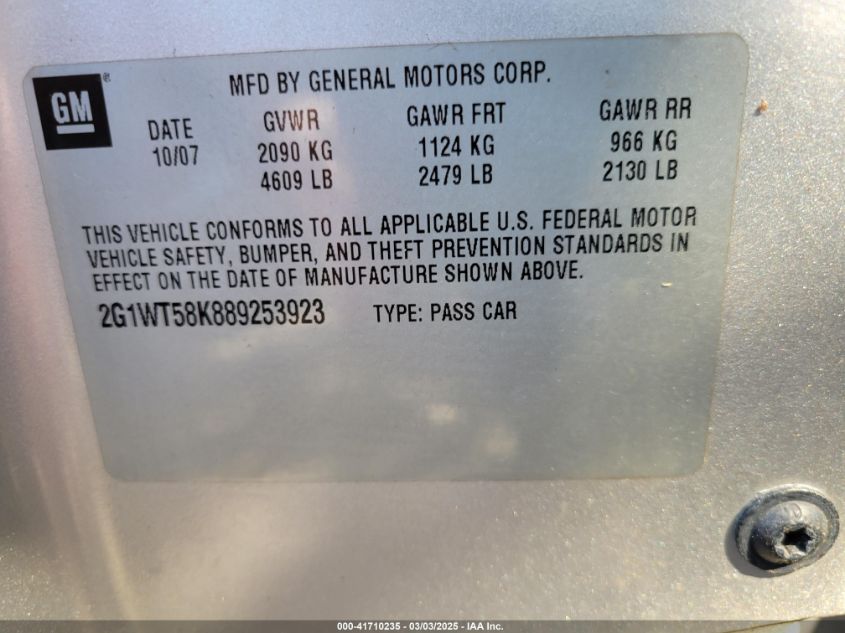 GM®
MFD BY GENERAL MOTORS CORP.
DATE GVWR GAWR FRT GAWR RR
10/07 2090 KG 1124 KG 966 KG
4609 LB 2479 LB 2130 LB
THIS VEHICLE CONFORMS TO ALL APPLICABLE U.S. FEDERAL MOTOR
VEHICLE SAFETY, BUMPER, AND THEFT PREVENTION STANDARDS IN
EFFECT ON THE DATE OF MANUFACTURE SHOWN ABOVE.
2G1WT58K889253923 TYPE: PASS CAR
000-41710235 - 03/03/2025 - IAA Inc.